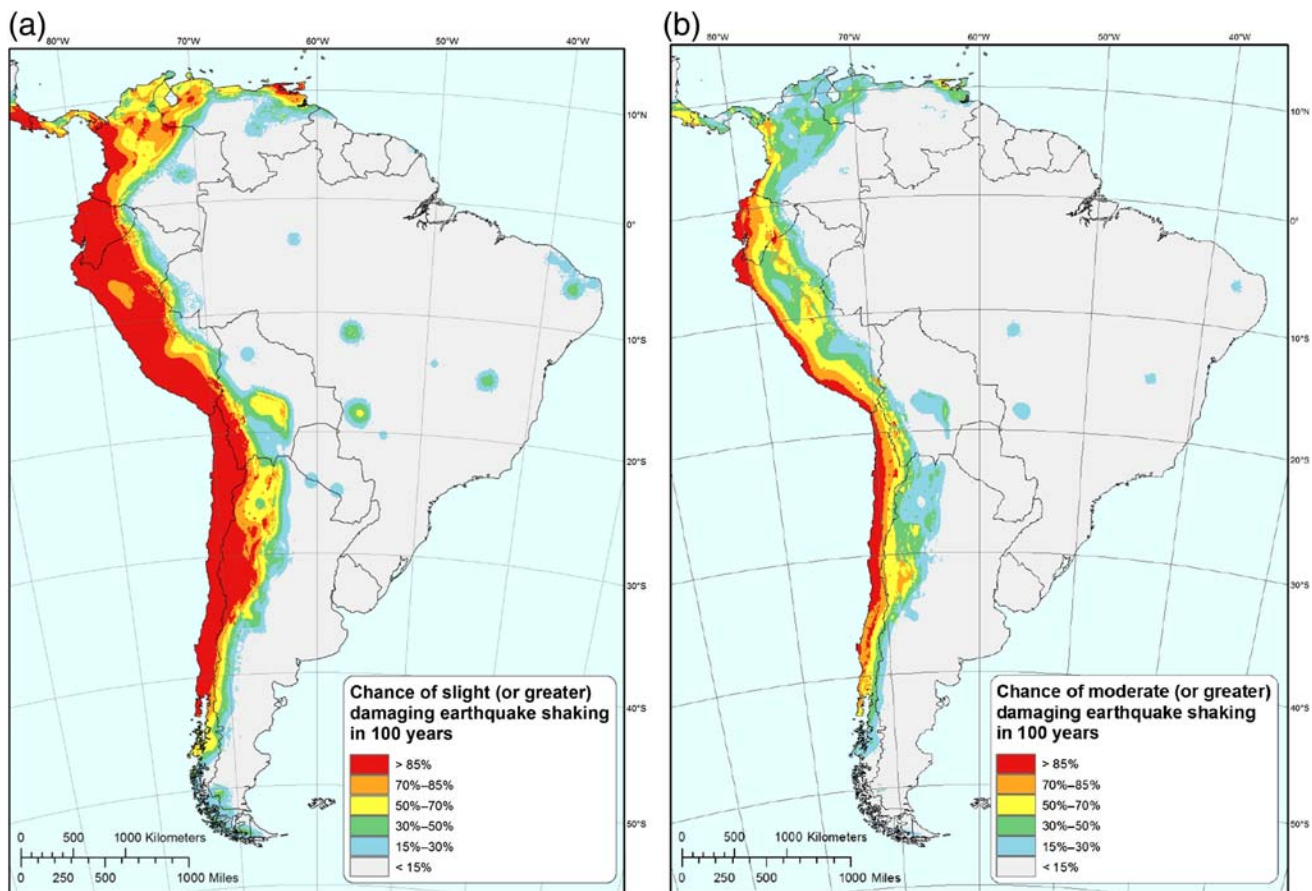 (a)
80°W
70°W
60°W
50°W
40°W
10°N
0°
10°S
20°S
30°S
40°S
50°S
Chance of slight (or greater)
damaging earthquake shaking
in 100 years
> 85%
70%–85%
50%–70%
30%–50%
15%–30%
< 15%
0 500 1000 Kilometers
0 250 500 1000 Miles
(b)
80°W
70°W
60°W
50°W
40°W
10°N
0°
10°S
20°S
30°S
40°S
50°S
Chance of moderate (or greater)
damaging earthquake shaking
in 100 years
> 85%
70%–85%
50%–70%
30%–50%
15%–30%
< 15%
0 500 1000 Kilometers
0 250 500 1000 Miles